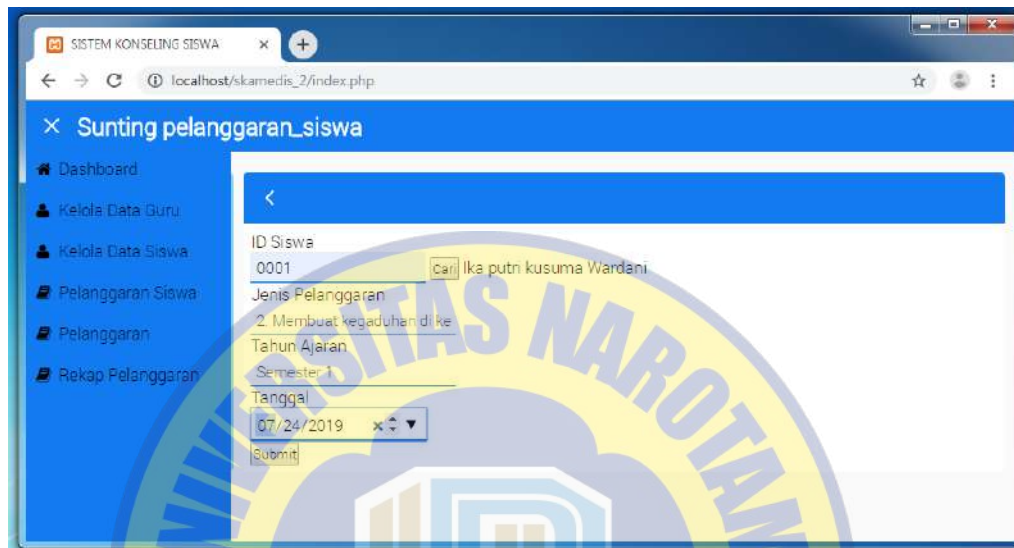 SISTEM KONSELING SISWA
localhost/skamedis_2/index.php
Sunting pelanggaran_siswa
Dashboard
Kelola Data Guru
Kelola Data Siswa
Pelanggaran Siswa
Pelanggaran
Rekap Pelanggaran
ID Siswa
0001 Cari Ika putri kusuma Wardani
Jenis Pelanggaran
2. Membuat kegaduhan di ke
Tahun Ajaran
Semester 1
Tanggal
07/24/2019
Submit
UNIVERSITAS NAROTAMA